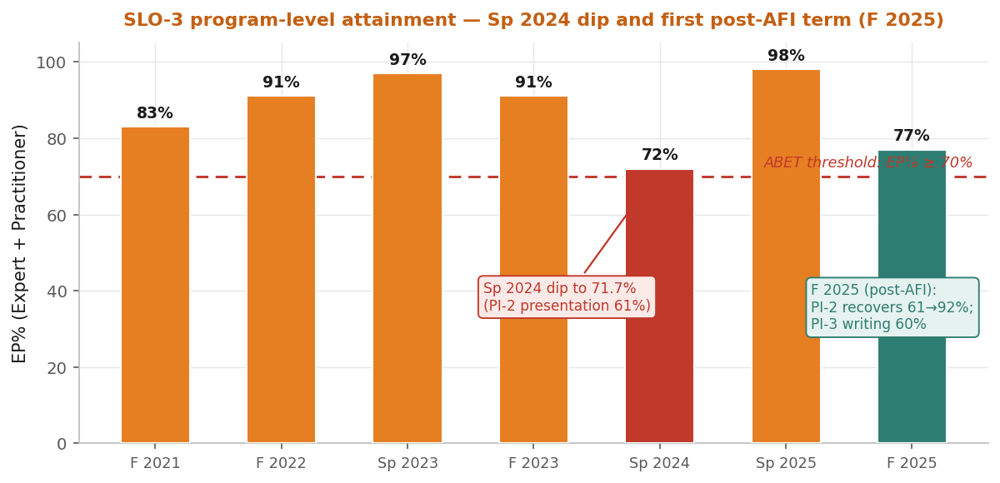 SLO-3 program-level attainment — Sp 2024 dip and first post-AFI term (F 2025)
EP% (Expert + Practitioner)
100
80
60
40
20
0
83%
91%
97%
91%
72%
98%
77%
ABET threshold: EP% ≥ 70%
Sp 2024 dip to 71.7%
(PI-2 presentation 61%)
F 2025 (post-AFI):
PI-2 recovers 61→92%;
PI-3 writing 60%
F 2021
F 2022
Sp 2023
F 2023
Sp 2024
Sp 2025
F 2025